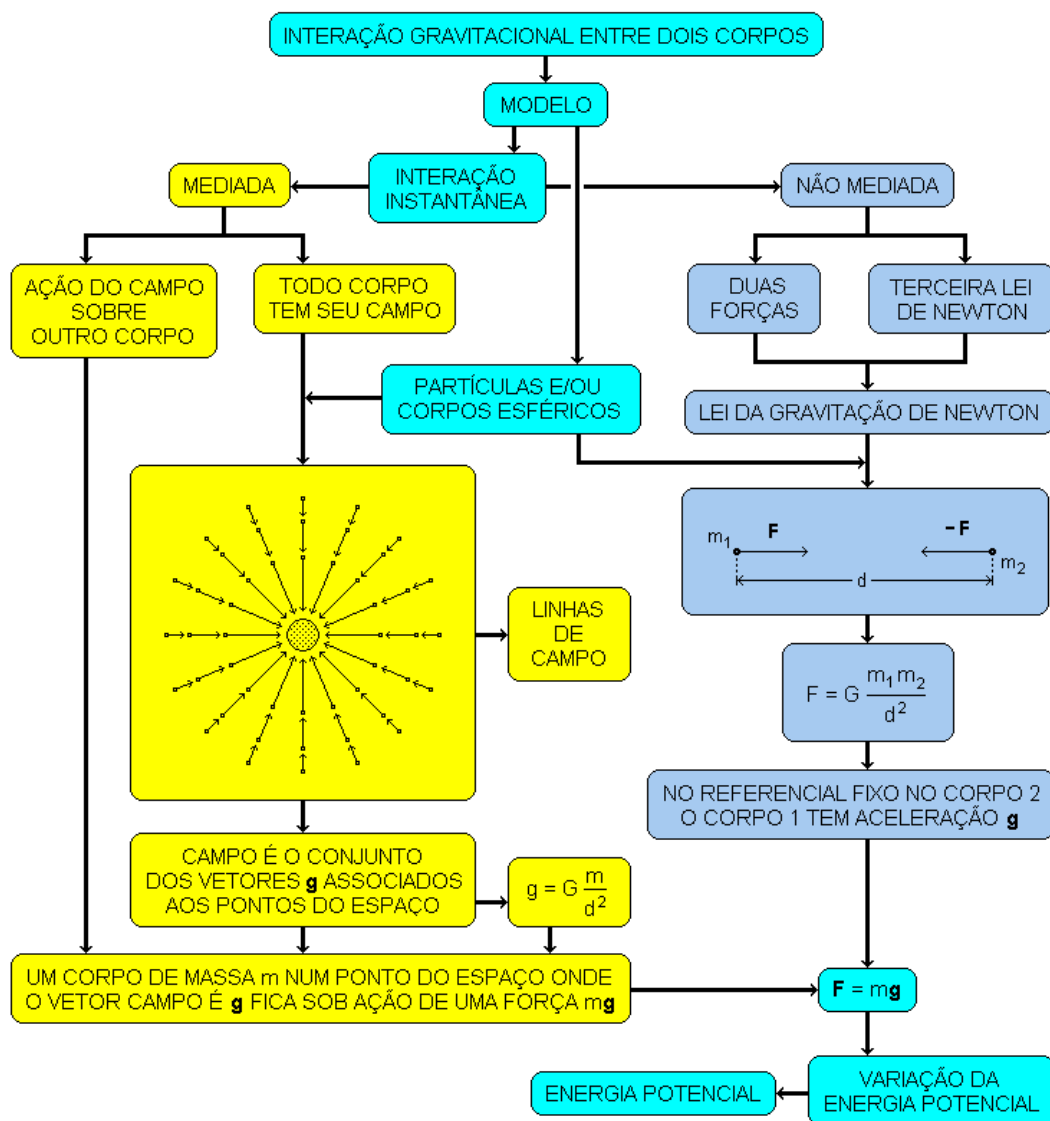 INTERAÇÃO GRAVITACIONAL ENTRE DOIS CORPOS
MODELO
MEDIADA
INTERAÇÃO
INSTANTÂNEA
NÃO MEDIADA
AÇÃO DO CAMPO
SOBRE
OUTRO CORPO
TODO CORPO
TEM SEU CAMPO
DUAS
FORÇAS
TERCEIRA LEI
DE NEWTON
PARTÍCULAS E/OU
CORPOS ESFÉRICOS
LEI DA GRAVITAÇÃO DE NEWTON
m₁
F
−F
m₂
d
LINHAS
DE
CAMPO
F = G m₁ m₂ / d²
NO REFERENCIAL FIXO NO CORPO 2
O CORPO 1 TEM ACELERAÇÃO g
CAMPO É O CONJUNTO
DOS VETORES g ASSOCIADOS
AOS PONTOS DO ESPAÇO
g = G m / d²
UM CORPO DE MASSA m NUM PONTO DO ESPAÇO ONDE
O VETOR CAMPO É g FICA SOB AÇÃO DE UMA FORÇA mg
F = mg
ENERGIA POTENCIAL
VARIAÇÃO DA
ENERGIA POTENCIAL